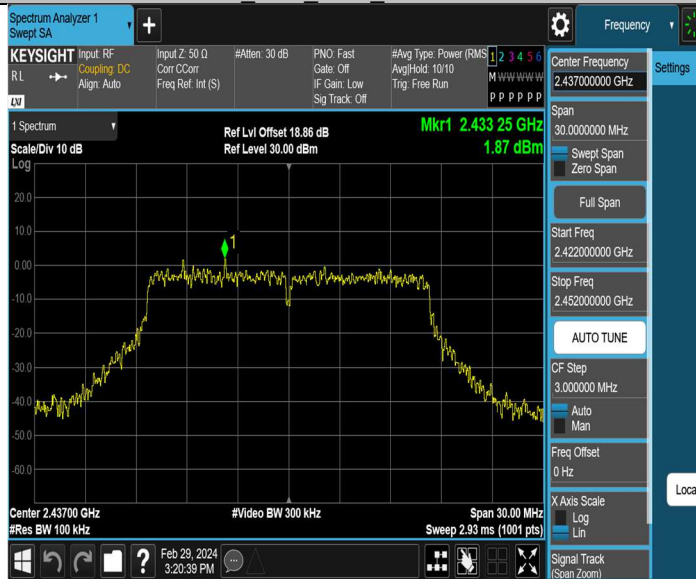 Spectrum Analyzer 1
Swept SA
Frequency
KEYSIGHT
RL
LXI
Input: RF
Coupling: DC
Align: Auto
Input Z: 50 Ω
Corr CCorr
Freq Ref: Int (S)
#Atten: 30 dB
PNO: Fast
Gate: Off
IF Gain: Low
Sig Track: Off
#Avg Type: Power (RMS
Avg|Hold: 10/10
Trig: Free Run
1 2 3 4 5 6
M W W W W W
P P P P P P
Center Frequency
2.437000000 GHz
Settings
1 Spectrum
Scale/Div 10 dB
Log
Ref Lvl Offset 18.86 dB
Ref Level 30.00 dBm
Mkr1 2.433 25 GHz
1.87 dBm
20.0
10.0
0.00
-10.0
-20.0
-30.0
-40.0
-50.0
-60.0
1
Center 2.43700 GHz
#Res BW 100 kHz
#Video BW 300 kHz
Span 30.00 MHz
Sweep 2.93 ms (1001 pts)
Span
30.0000000 MHz
Swept Span
Zero Span
Full Span
Start Freq
2.422000000 GHz
Stop Freq
2.452000000 GHz
AUTO TUNE
CF Step
3.000000 MHz
Auto
Man
Freq Offset
0 Hz
X Axis Scale
Log
Lin
Signal Track
(Span Zoom)
Loca
?
Feb 29, 2024
3:20:39 PM